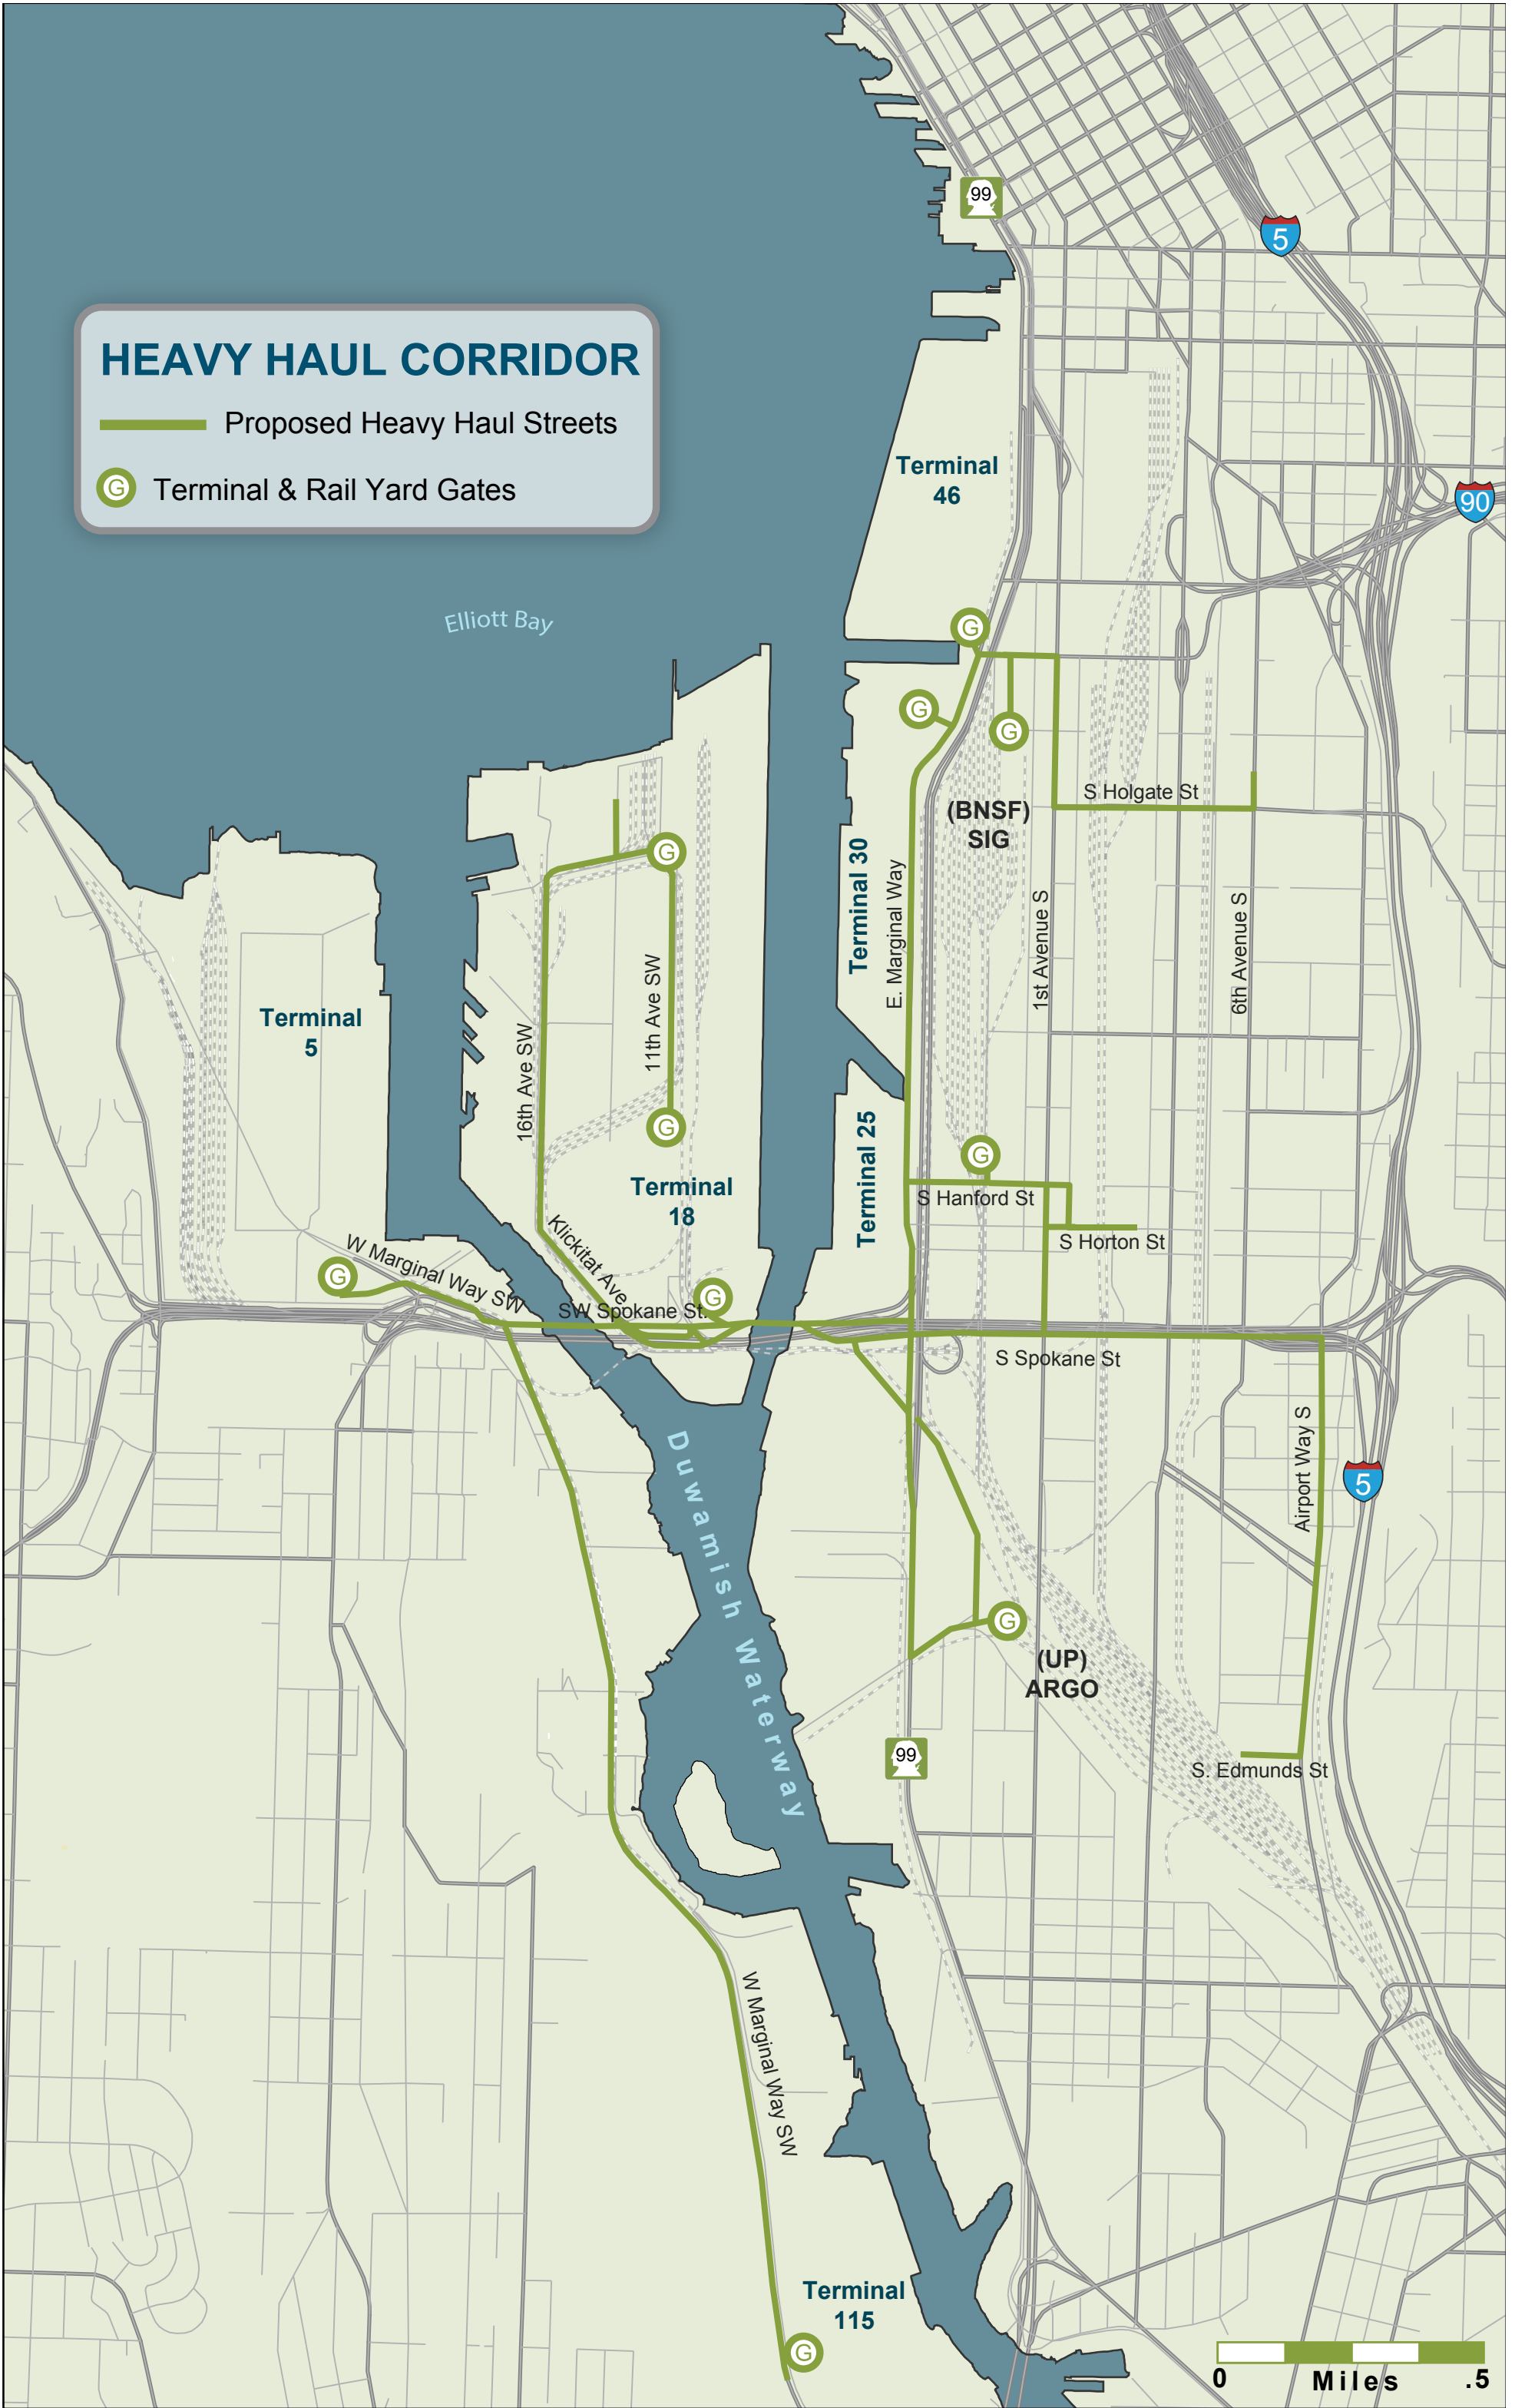 99
5
HEAVY HAUL CORRIDOR
Proposed Heavy Haul Streets
G Terminal & Rail Yard Gates
Terminal
46
90
Elliott Bay
G
G
G
S Holgate St
(BNSF)
SIG
G
Terminal 30
E. Marginal Way
1st Avenue S
6th Avenue S
Terminal
5
16th Ave SW
11th Ave SW
G
Terminal 25
G
Terminal
18
S Hanford St
S Horton St
Klickitat Ave
W Marginal Way SW
G
G
SW Spokane St.
S Spokane St
Airport Way S
5
Duwamish Waterway
G
(UP)
ARGO
99
S. Edmunds St
W Marginal Way SW
Terminal
115
G
0 Miles .5